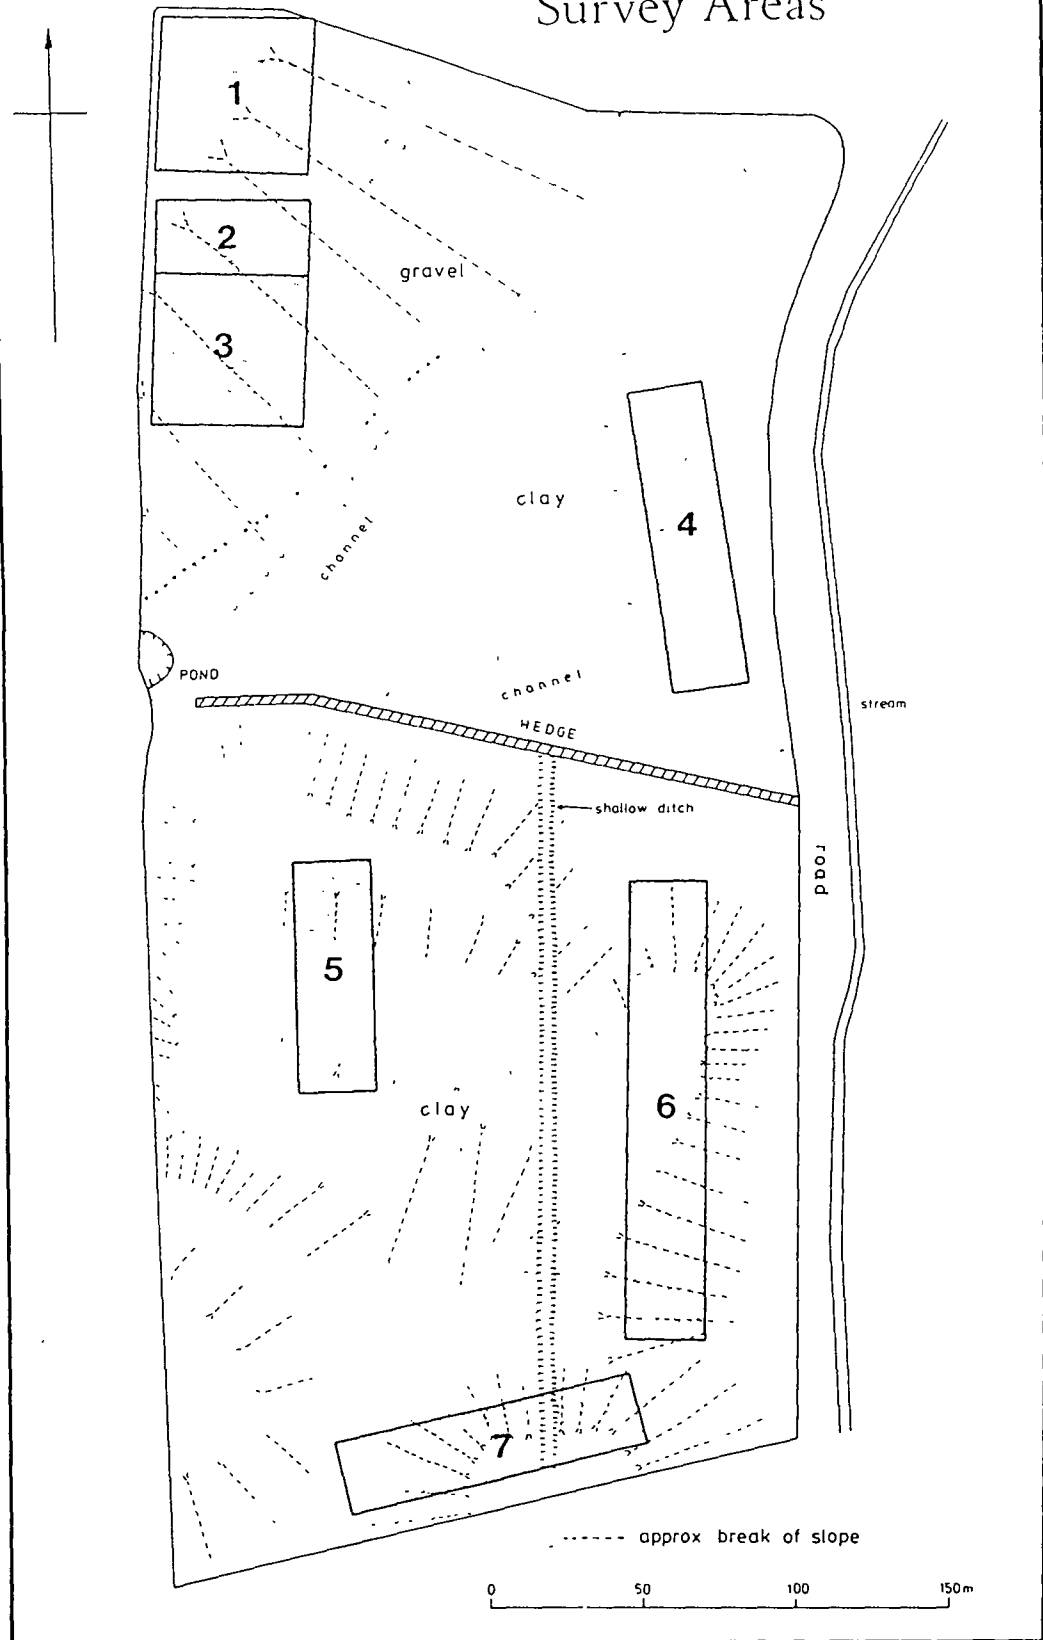 Survey Areas
1
2
gravel
3
clay
4
channel
POND
channel
stream
HEDGE
shallow ditch
road
5
6
clay
7
approx break of slope
0 50 100 150m